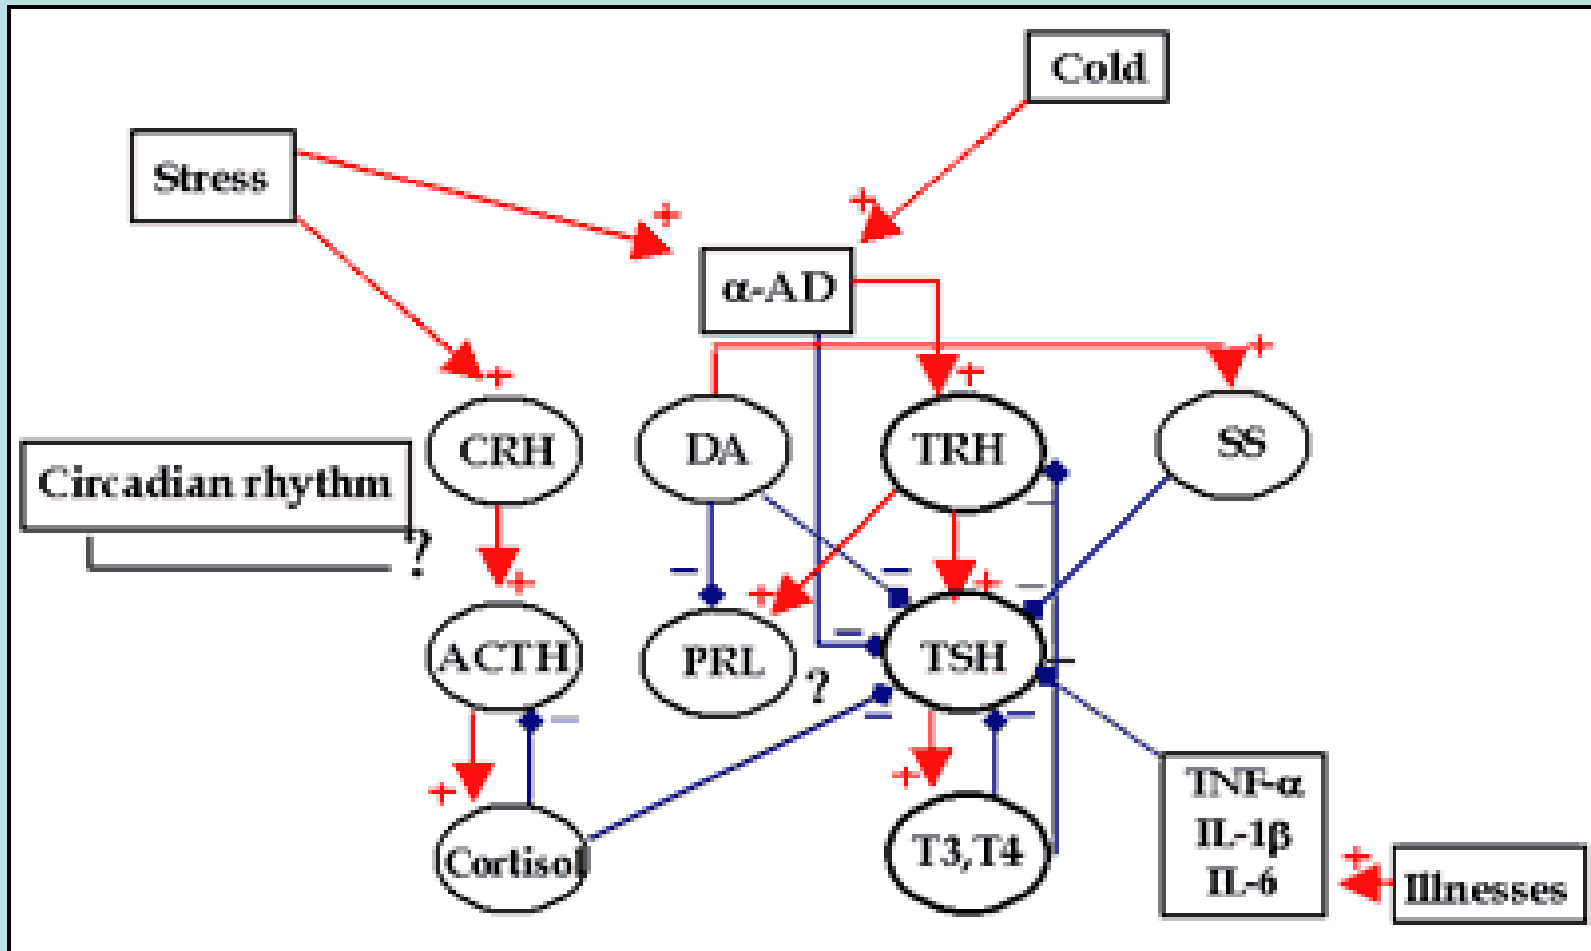 Cold
Stress
+
+
α-AD
+
+
+
CRH
DA
TRH
SS
Circadian rhythm
?
+
−
+
−
+
−
ACTH
PRL
?
−
TSH
−
−
−
−
+
+
Cortisol
T3,T4
TNF-α
IL-1β
IL-6
+
Illnesses
−